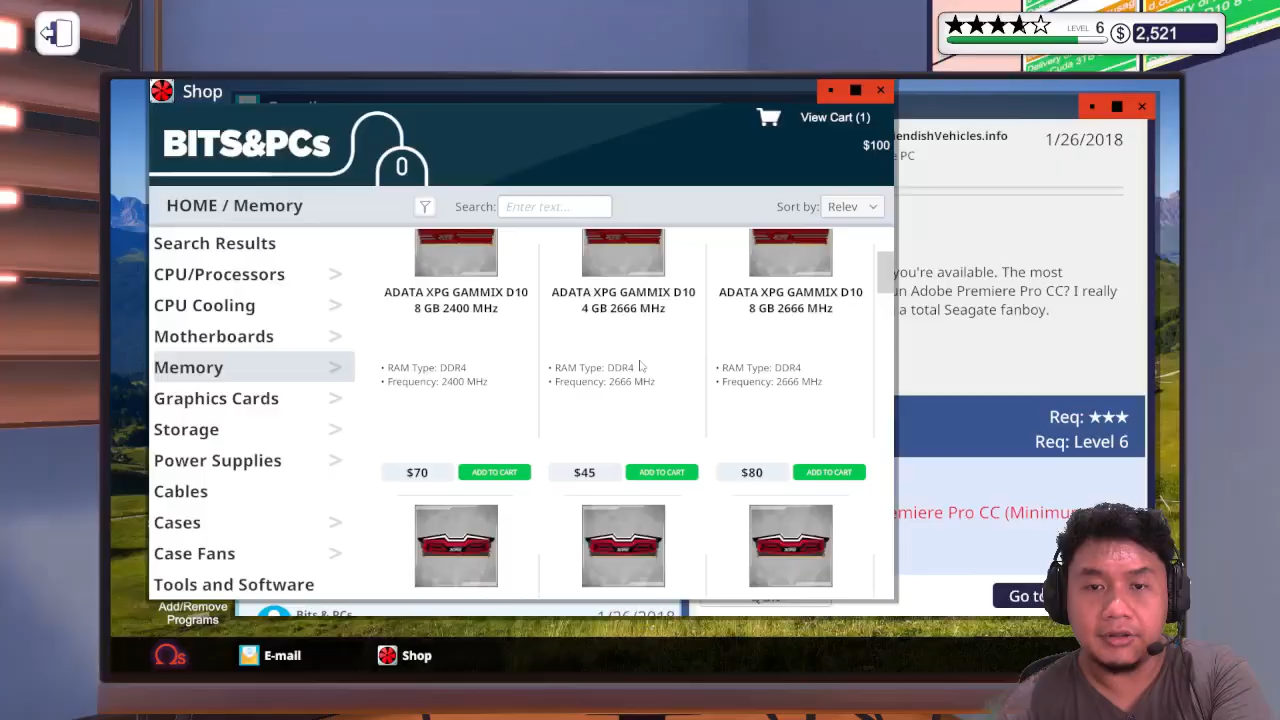 LEVEL 6
$ 2,521
Delivery of
Shop
View Cart (1)
BITS&PCs
$100
endishVehicles.info
1/26/2018
PC
HOME / Memory
Search:
Enter text...
Sort by:
Relev
Search Results
CPU/Processors >
CPU Cooling >
Motherboards >
Memory >
Graphics Cards >
Storage >
Power Supplies >
Cables
Cases >
Case Fans >
Tools and Software
ADATA XPG GAMMIX D10
8 GB 2400 MHz
• RAM Type: DDR4
• Frequency: 2400 MHz
$70
ADD TO CART
ADATA XPG GAMMIX D10
4 GB 2666 MHz
• RAM Type: DDR4
• Frequency: 2666 MHz
$45
ADD TO CART
ADATA XPG GAMMIX D10
8 GB 2666 MHz
• RAM Type: DDR4
• Frequency: 2666 MHz
$80
ADD TO CART
you're available. The most
un Adobe Premiere Pro CC? I really
a total Seagate fanboy.
Req: ★★★
Req: Level 6
emiere Pro CC (Minimu
Go to
Add/Remove
Programs
Bits & PCs
1/26/2018
Ωs
E-mail
Shop